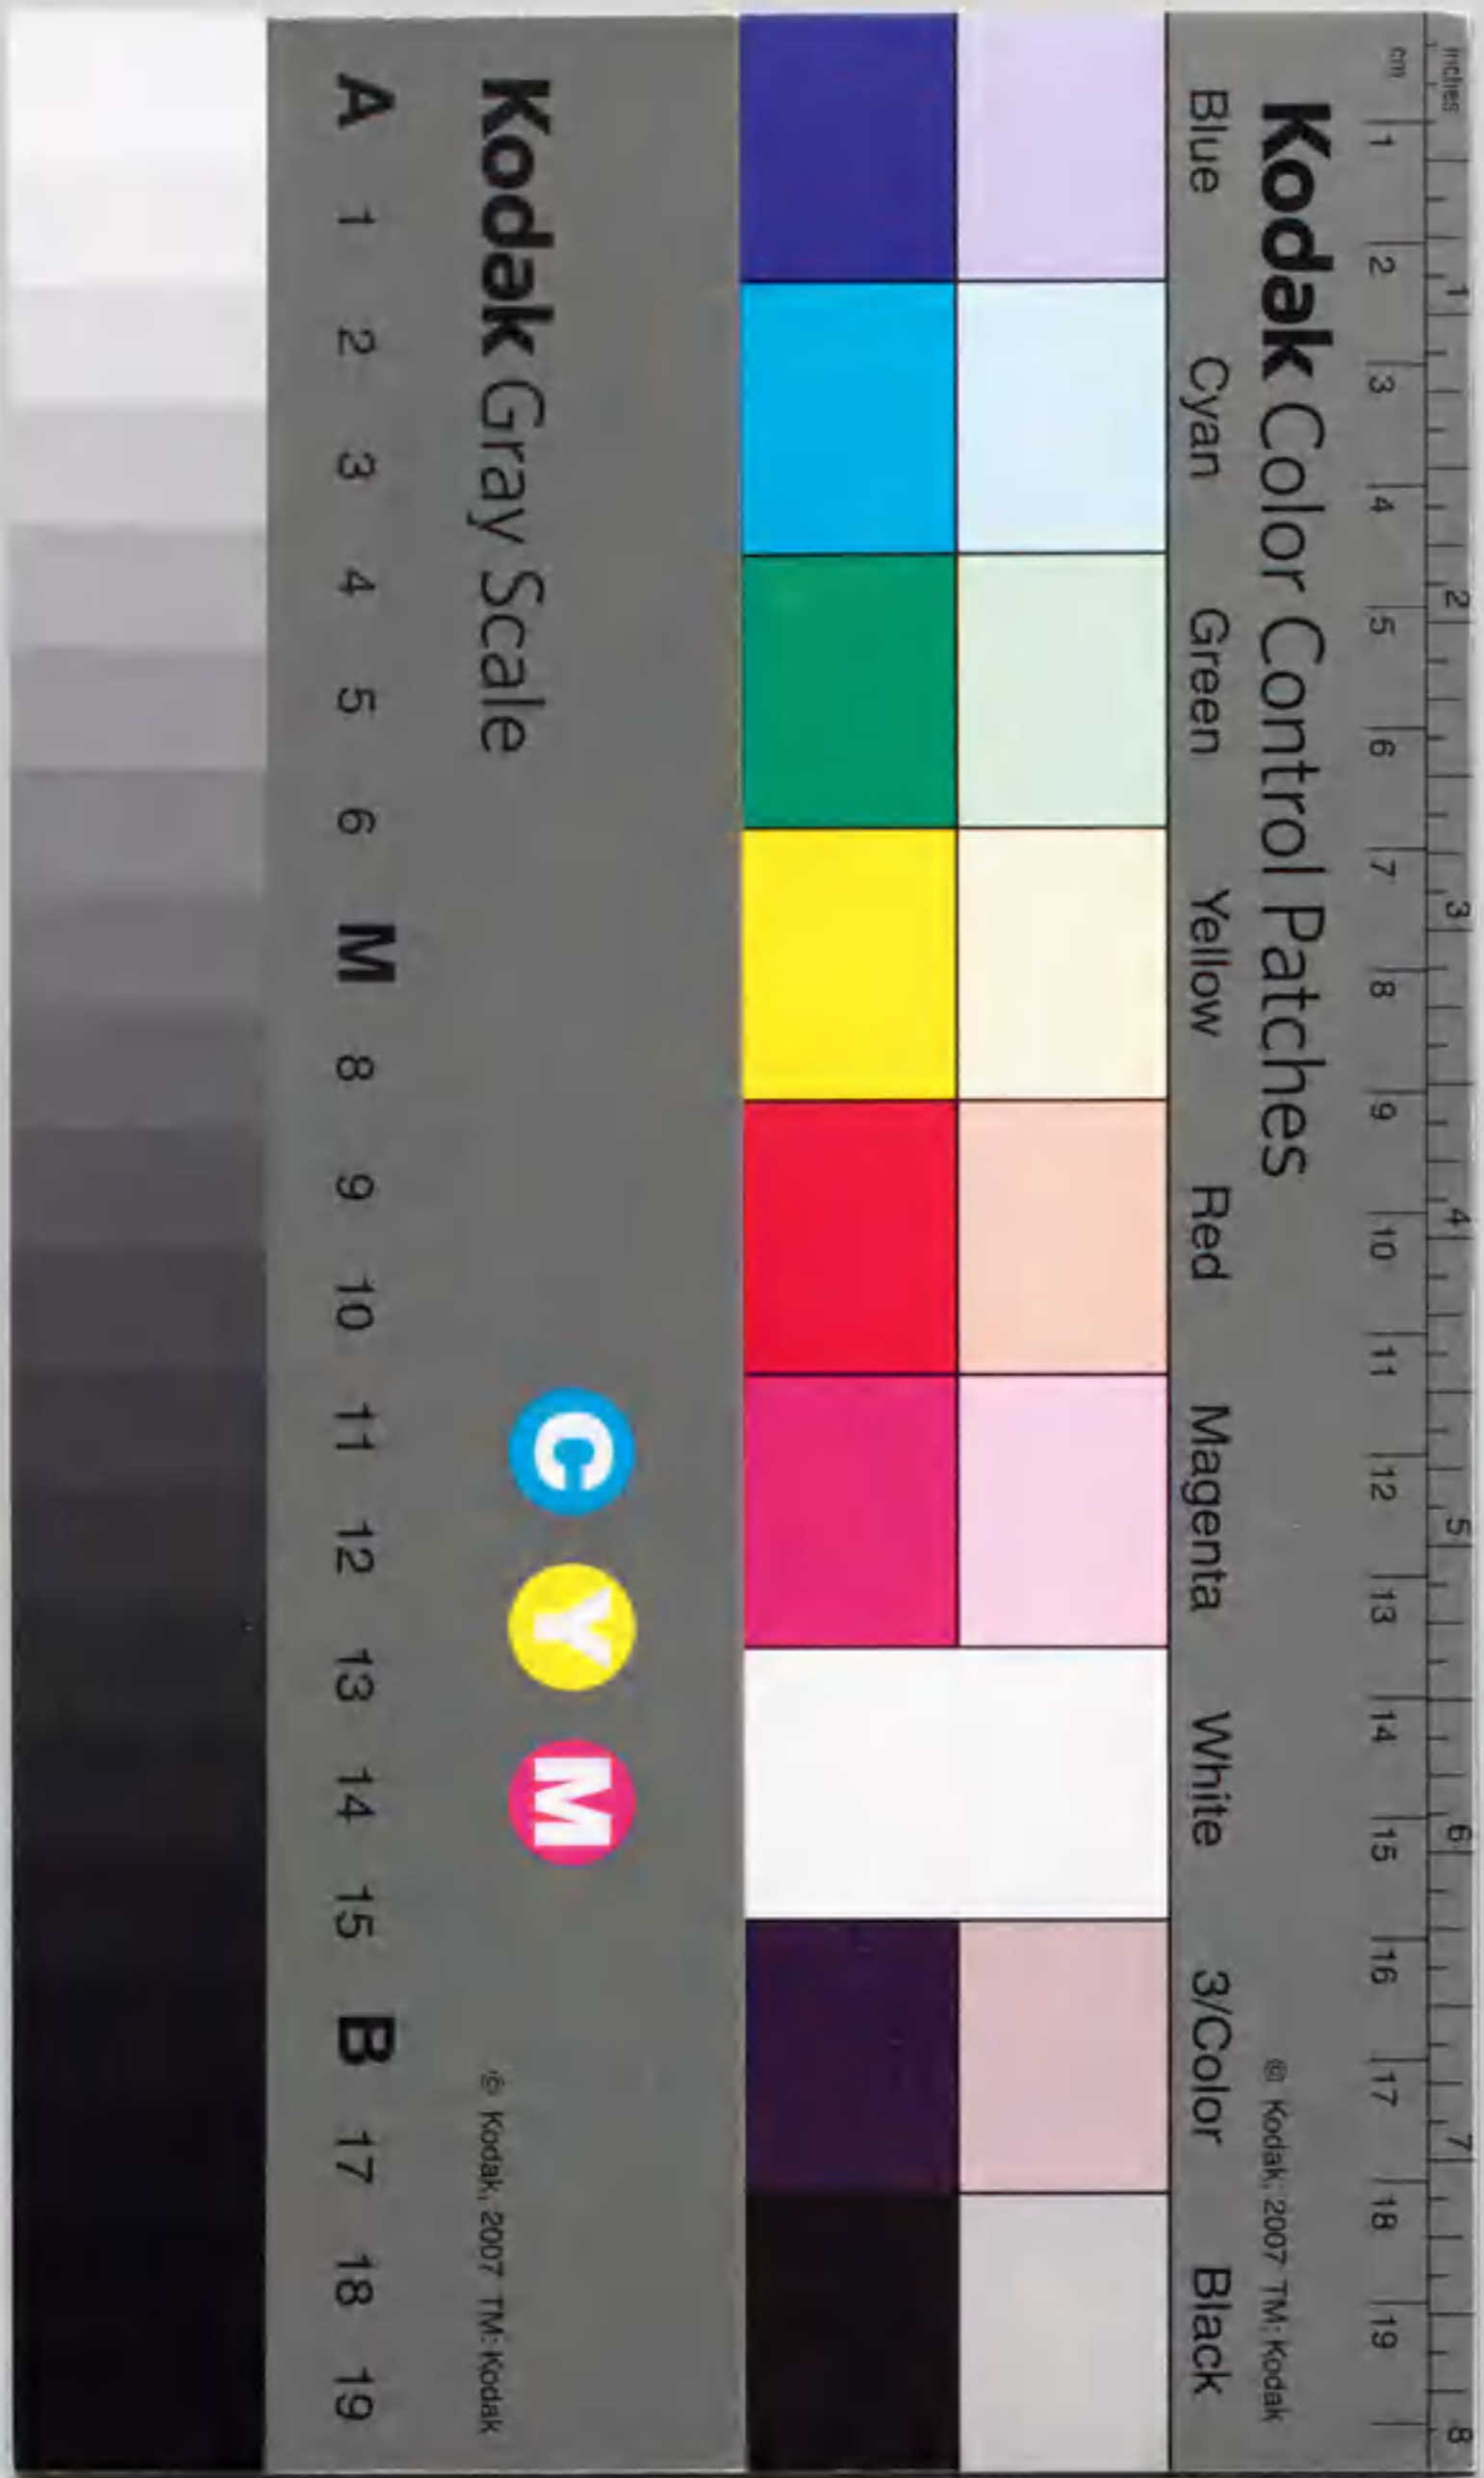 inches 1 2 3 4 5 6 7 8
cm 1 2 3 4 5 6 7 8 9 10 11 12 13 14 15 16 17 18 19
Kodak Color Control Patches © Kodak, 2007 TM: Kodak
Blue Cyan Green Yellow Red Magenta White 3/Color Black
C Y M
Kodak Gray Scale © Kodak, 2007 TM: Kodak
A 1 2 3 4 5 6 M 8 9 10 11 12 13 14 15 B 17 18 19